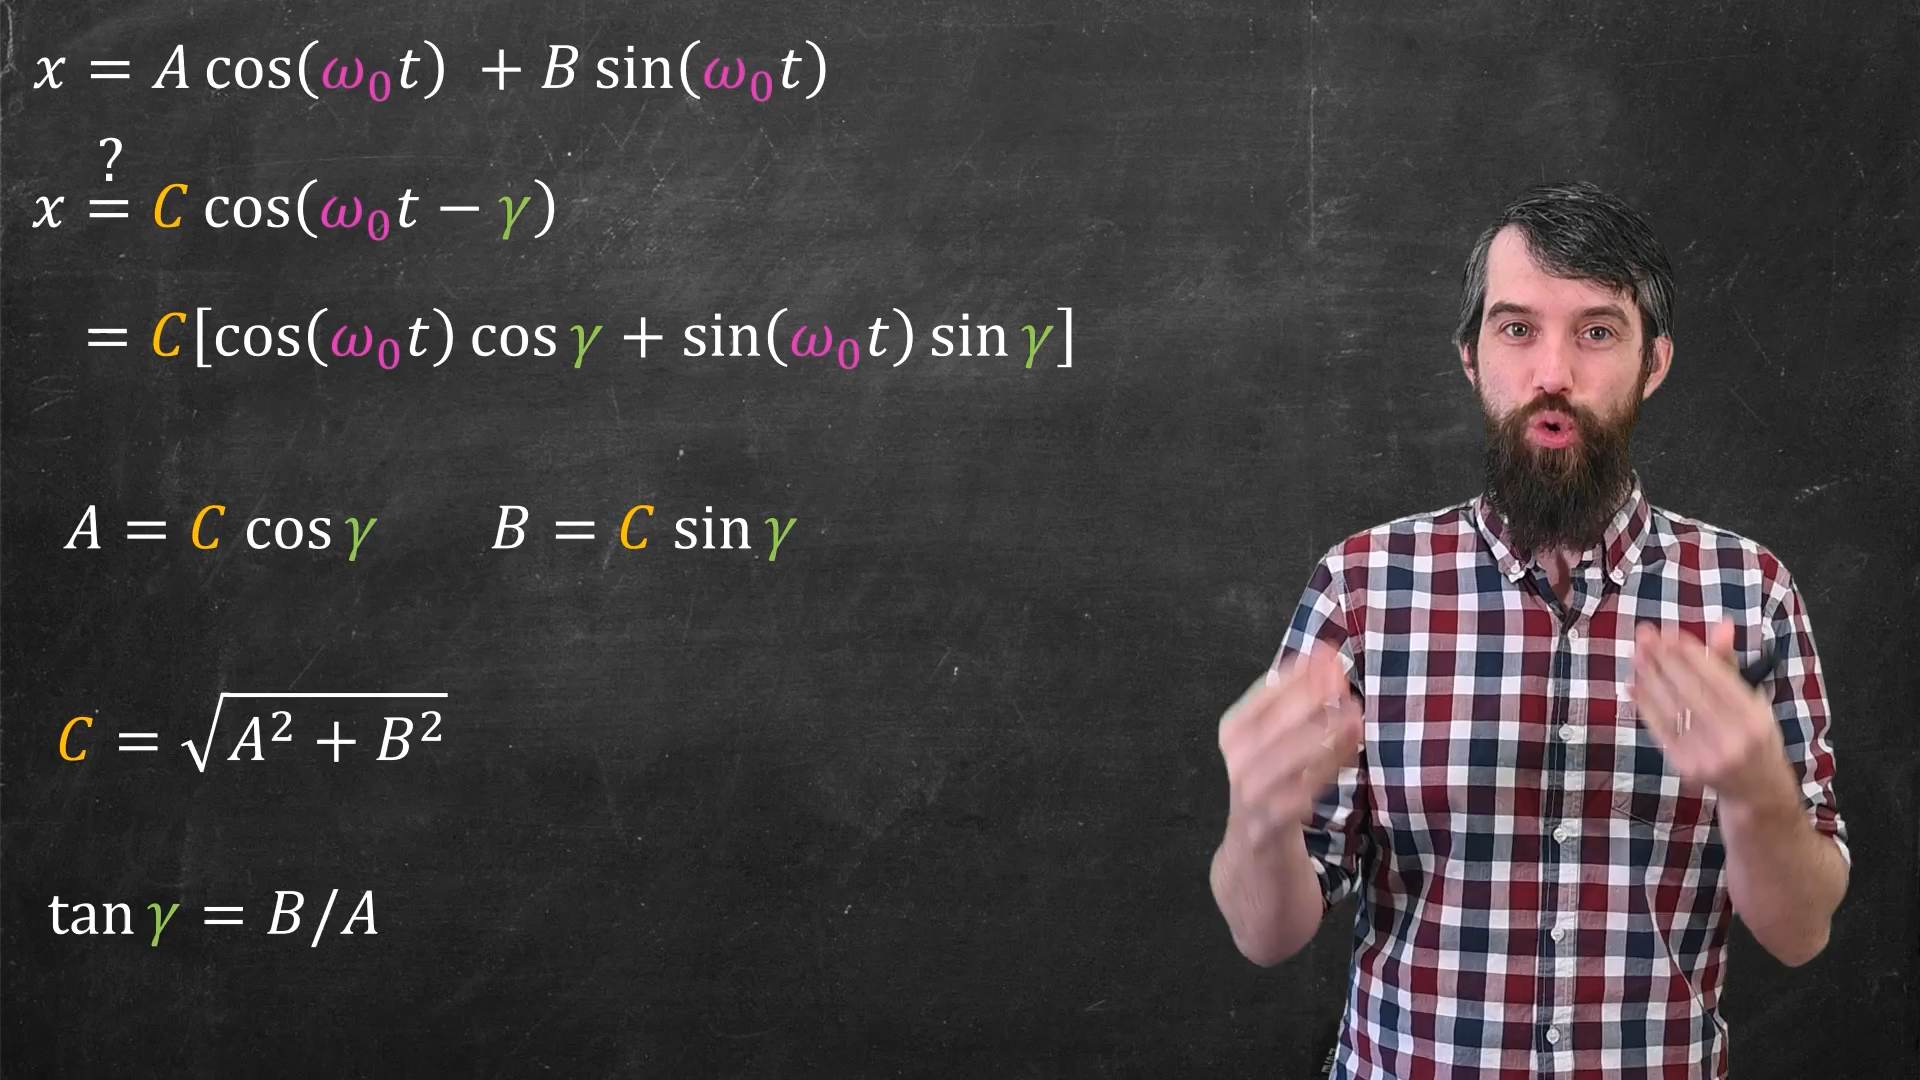 x = A cos(ω₀t) + B sin(ω₀t)
?
x = C cos(ω₀t − γ)
= C[cos(ω₀t) cos γ + sin(ω₀t) sin γ]
A = C cos γ B = C sin γ
C = √(A² + B²)
tan γ = B/A